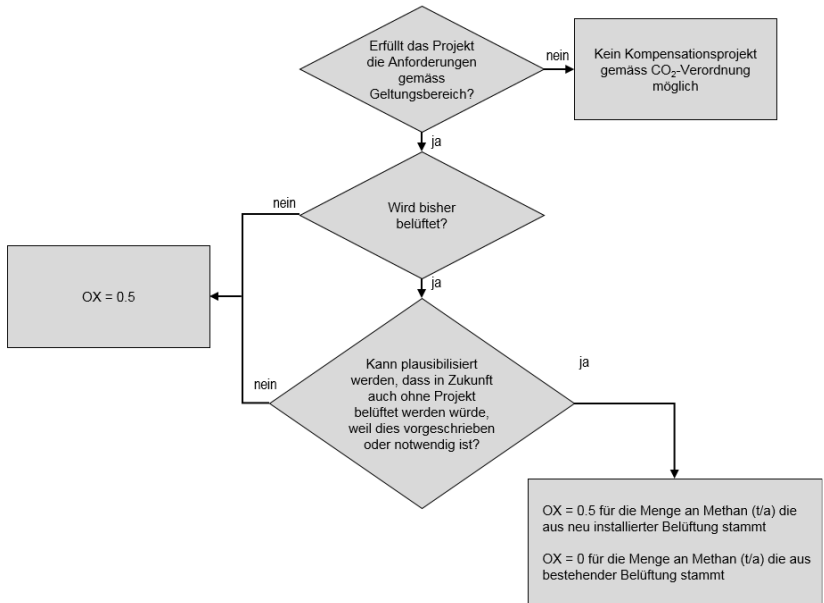 Erfüllt das Projekt
die Anforderungen
gemäss
Geltungsbereich?
nein
Kein Kompensationsprojekt
gemäss CO₂-Verordnung
möglich
ja
nein
Wird bisher
belüftet?
OX = 0.5
ja
Kann plausibilisiert
werden, dass in Zukunft
auch ohne Projekt
belüftet werden würde,
weil dies vorgeschrieben
oder notwendig ist?
nein
ja
OX = 0.5 für die Menge an Methan (t/a) die
aus neu installierter Belüftung stammt
OX = 0 für die Menge an Methan (t/a) die aus
bestehender Belüftung stammt